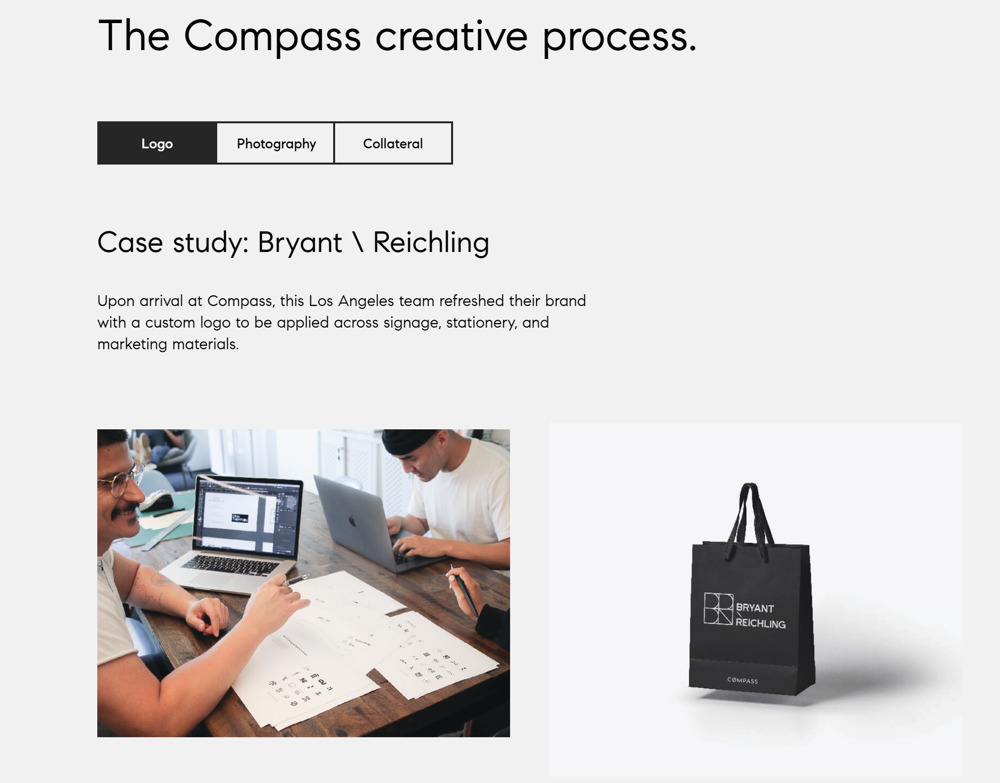 The Compass creative process.
Logo
Photography
Collateral
Case study: Bryant \ Reichling
Upon arrival at Compass, this Los Angeles team refreshed their brand
with a custom logo to be applied across signage, stationery, and
marketing materials.
BRYANT
\
REICHLING
COMPASS